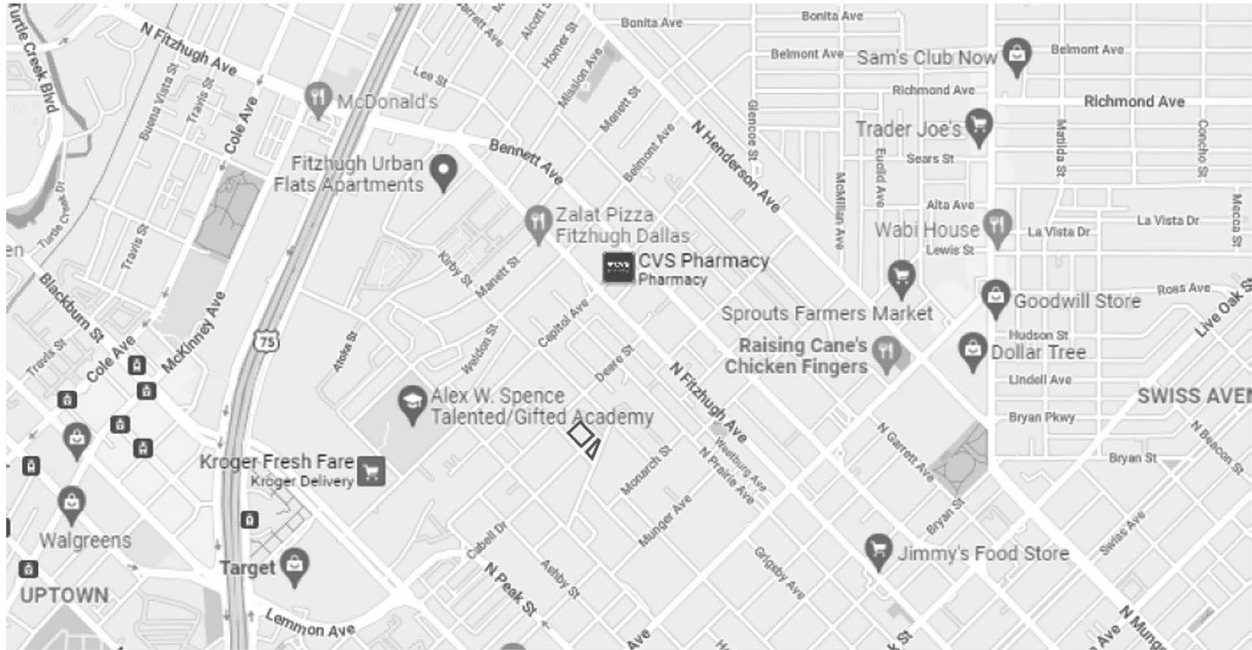 Turtle Creek Blvd
N Fitzhugh Ave
Buena Vista St
Travis St
Cole Ave
McDonald's
Lee St
Garrett Ave
Alcott St
Homer St
Mission Ave
Manett St
Belmont Ave
Bonita Ave
Bonita Ave
Belmont Ave
Belmont Ave
Sam's Club Now
Richmond Ave
Richmond Ave
Trader Joe's
Sears St
Glencoe St
Matilda St
Concho St
Mecca St
McMillan Ave
Euclid Ave
N Henderson Ave
Bennett Ave
Fitzhugh Urban
Flats Apartments
Zalat Pizza
Fitzhugh Dallas
CVS Pharmacy
Pharmacy
Alta Ave
Wabi House
Lewis St
La Vista Dr
La Vista Dr
Turtle Creek Dr
Travis St
en
Blackburn St
Kirby St
Manett St
Capitol Ave
Weldon St
Atoka St
Deere St
Sprouts Farmers Market
Goodwill Store
Ross Ave
Live Oak St
Hudson St
Raising Cane's
Chicken Fingers
Dollar Tree
Lindell Ave
SWISS AVEN
Bryan Pkwy
Bryan St
N Beacon St
75
McKinney Ave
Cole Ave
Travis St
Alex W. Spence
Talented/Gifted Academy
N Fitzhugh Ave
Westburg Ave
N Prairie Ave
N Garrett Ave
Kroger Fresh Fare
Kroger Delivery
Monarch St
Munger Ave
Bryan St
Swiss Ave
Walgreens
Target
UPTOWN
Lemmon Ave
Cabell Dr
N Peak St
Ashby St
Grigsby Ave
Jimmy's Food Store
N Mung
Ave
k St
Ave